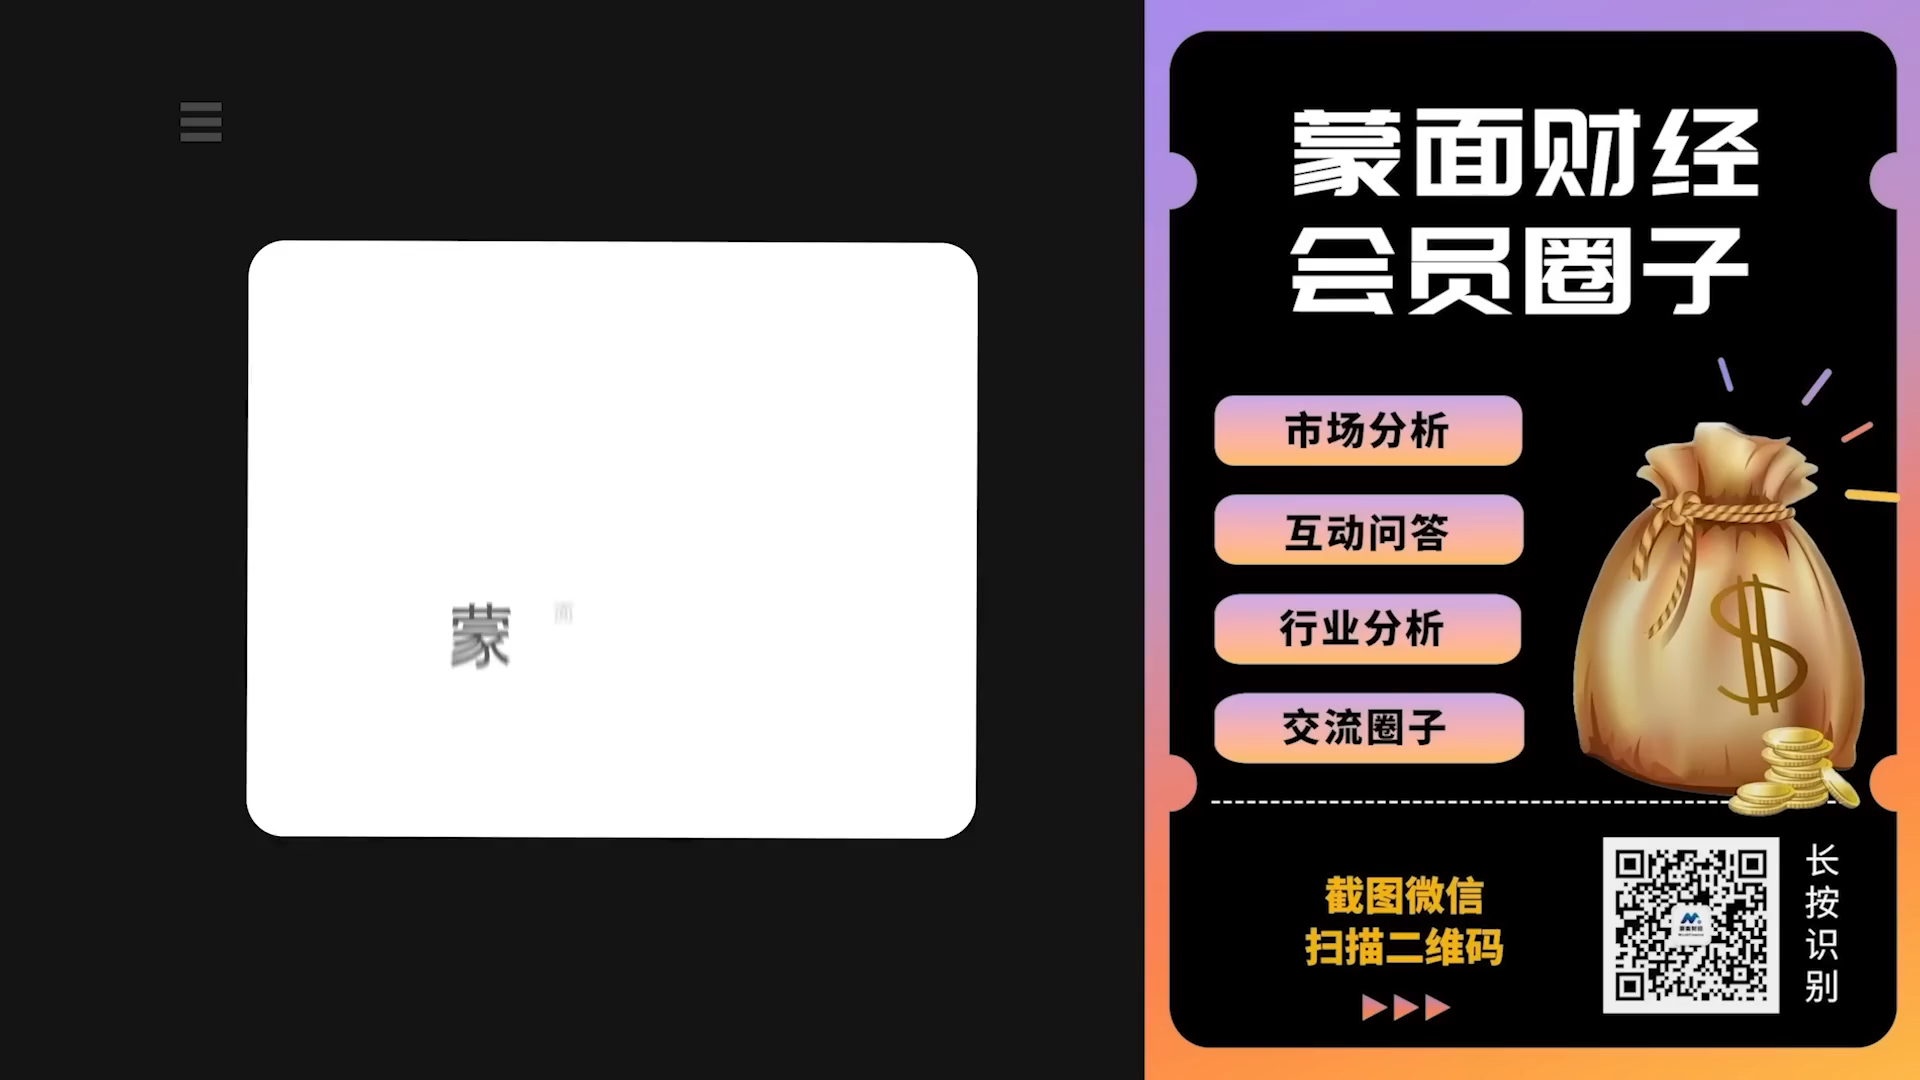 蒙面
蒙面财经
会员圈子
市场分析
互动问答
行业分析
交流圈子
截图微信
扫描二维码
长按识别